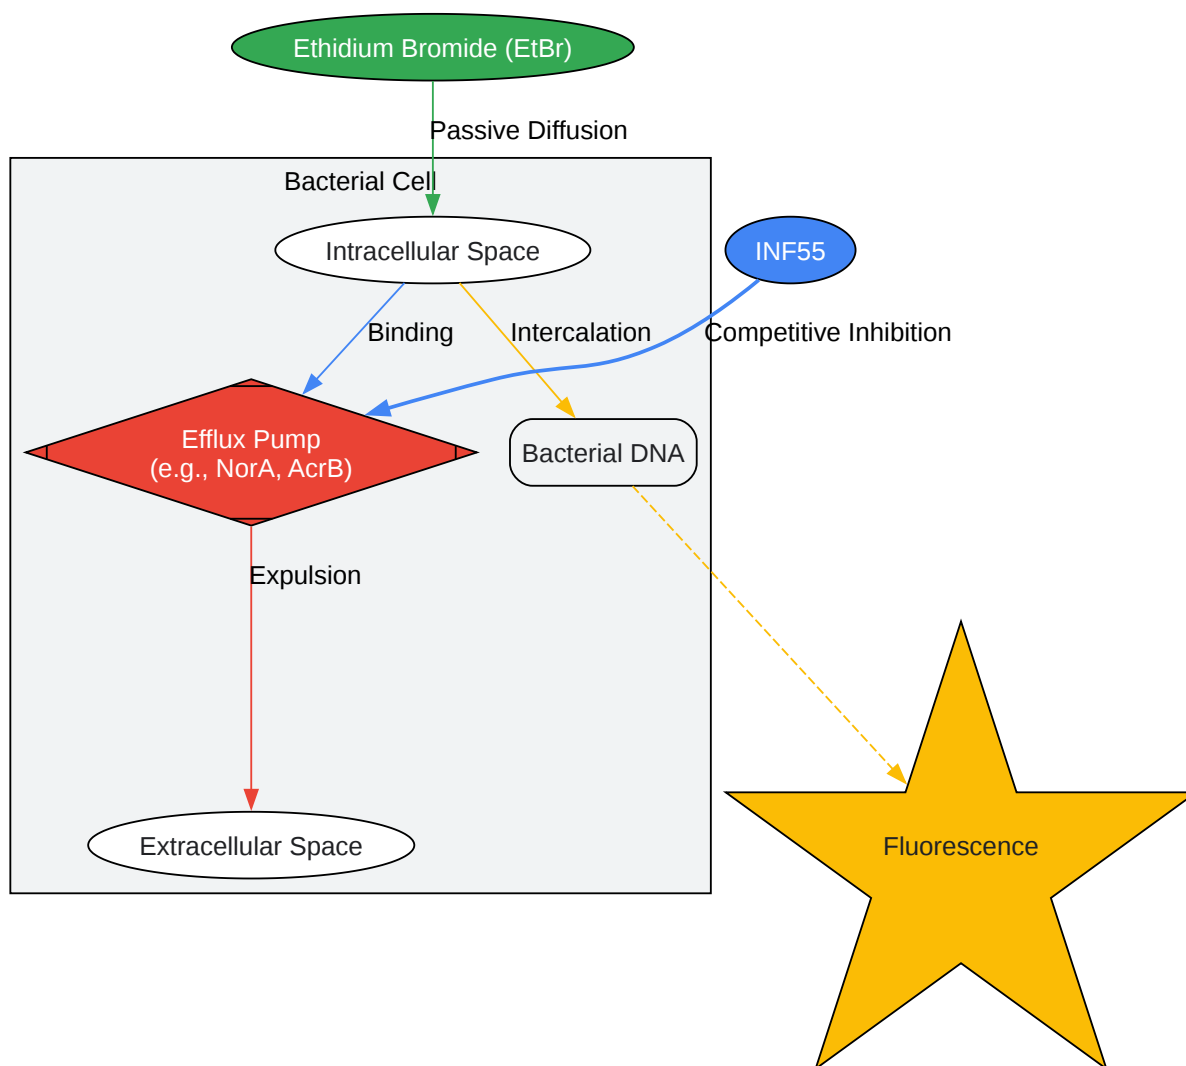 Ethidium Bromide (EtBr)
Passive Diffusion
Bacterial Cell
Intracellular Space
INF55
Binding
Intercalation
Competitive Inhibition
Efflux Pump
(e.g., NorA, AcrB)
Bacterial DNA
Expulsion
Extracellular Space
Fluorescence